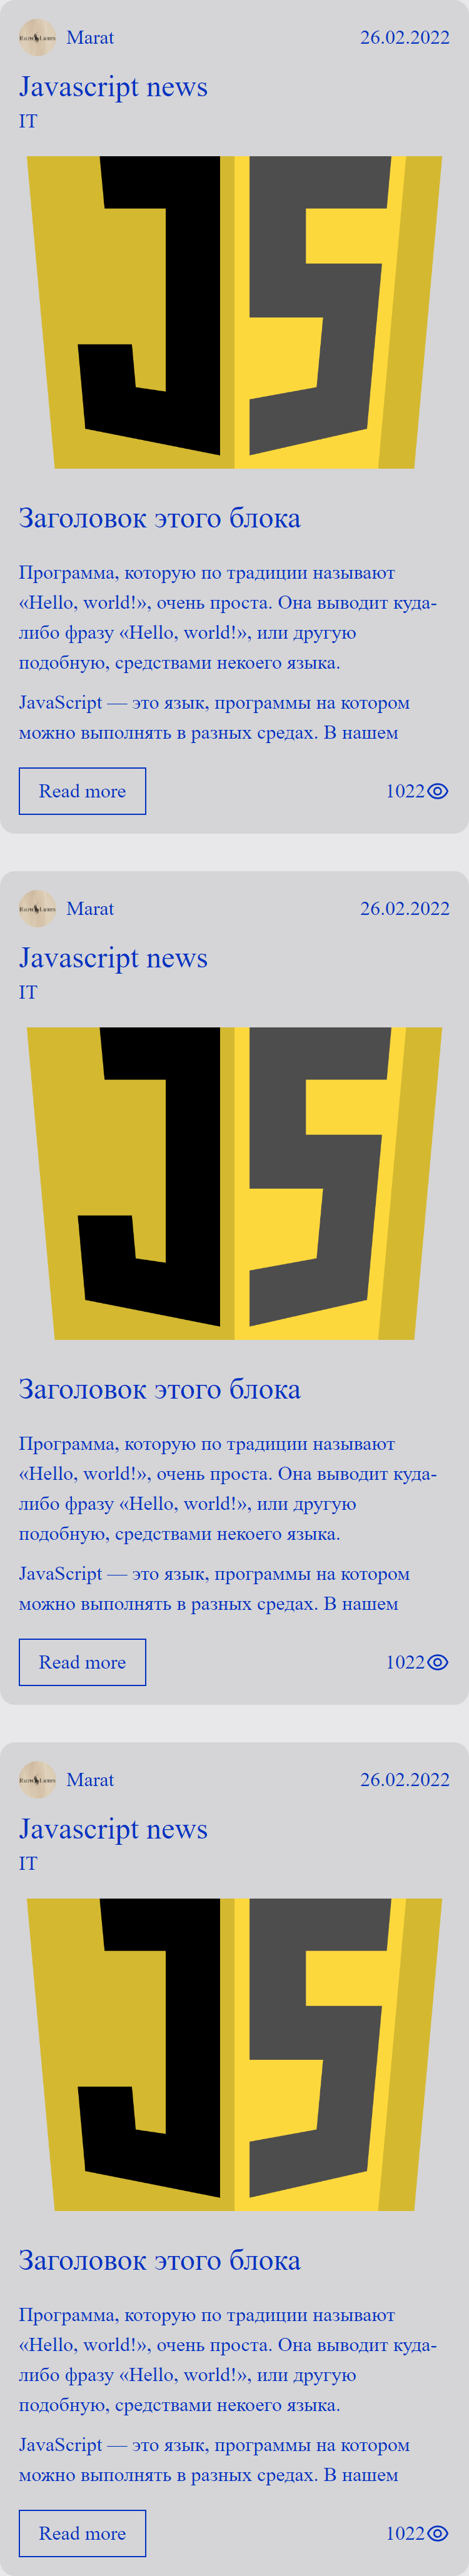 Marat
26.02.2022
Javascript news
IT
JS
Заголовок этого блока
Программа, которую по традиции называют
«Hello, world!», очень проста. Она выводит куда-
либо фразу «Hello, world!», или другую
подобную, средствами некоего языка.
JavaScript — это язык, программы на котором
можно выполнять в разных средах. В нашем
Read more
1022
Marat
26.02.2022
Javascript news
IT
JS
Заголовок этого блока
Программа, которую по традиции называют
«Hello, world!», очень проста. Она выводит куда-
либо фразу «Hello, world!», или другую
подобную, средствами некоего языка.
JavaScript — это язык, программы на котором
можно выполнять в разных средах. В нашем
Read more
1022
Marat
26.02.2022
Javascript news
IT
JS
Заголовок этого блока
Программа, которую по традиции называют
«Hello, world!», очень проста. Она выводит куда-
либо фразу «Hello, world!», или другую
подобную, средствами некоего языка.
JavaScript — это язык, программы на котором
можно выполнять в разных средах. В нашем
Read more
1022